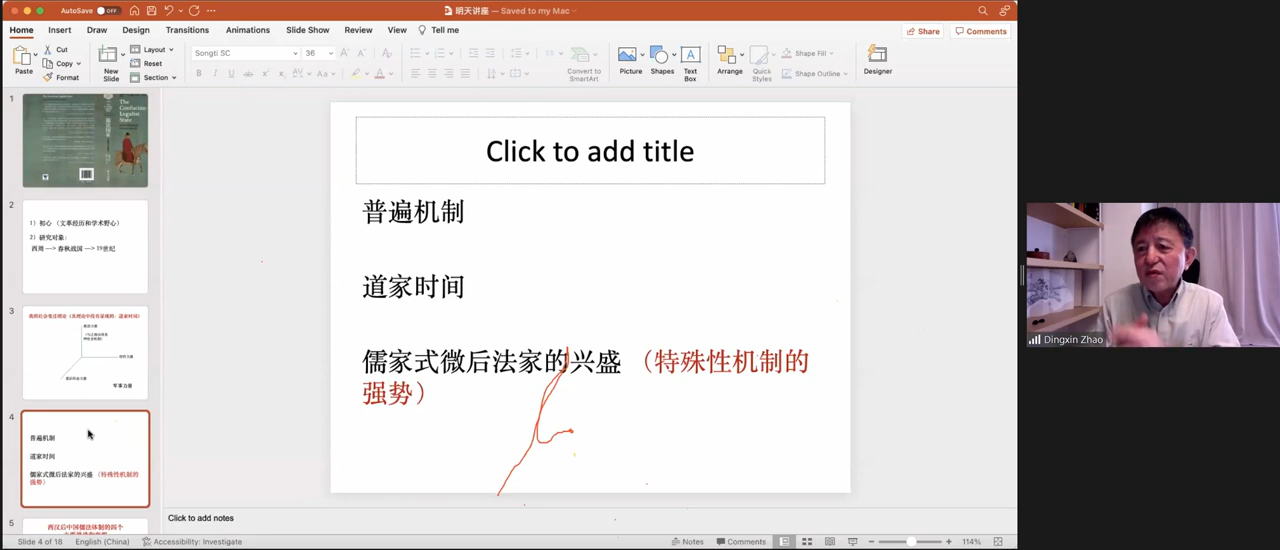 AutoSave OFF
明天讲座 — Saved to my Mac
Home Insert Draw Design Transitions Animations Slide Show Review View Tell me Share Comments
Paste
Cut
Copy
Format
New Slide
Layout
Reset
Section
Songti SC 36
Convert to SmartArt
Picture
Shapes
Text Box
Arrange
Quick Styles
Shape Fill
Shape Outline
Designer
1
The Confucian-Legalist State
2
1）初心 （文革经历和学术野心）
2）研究对象：
西周 —> 春秋战国 —> 19世纪
3
军事力量
4
普遍机制
道家时间
儒家式微后法家的兴盛 （特殊性机制的
强势）
5
西汉后中国儒法体制的四个
Click to add title
普遍机制
道家时间
儒家式微后法家的兴盛 （特殊性机制的
强势）
Click to add notes
Slide 4 of 18 English (China) Accessibility: Investigate Notes Comments 114%
Dingxin Zhao